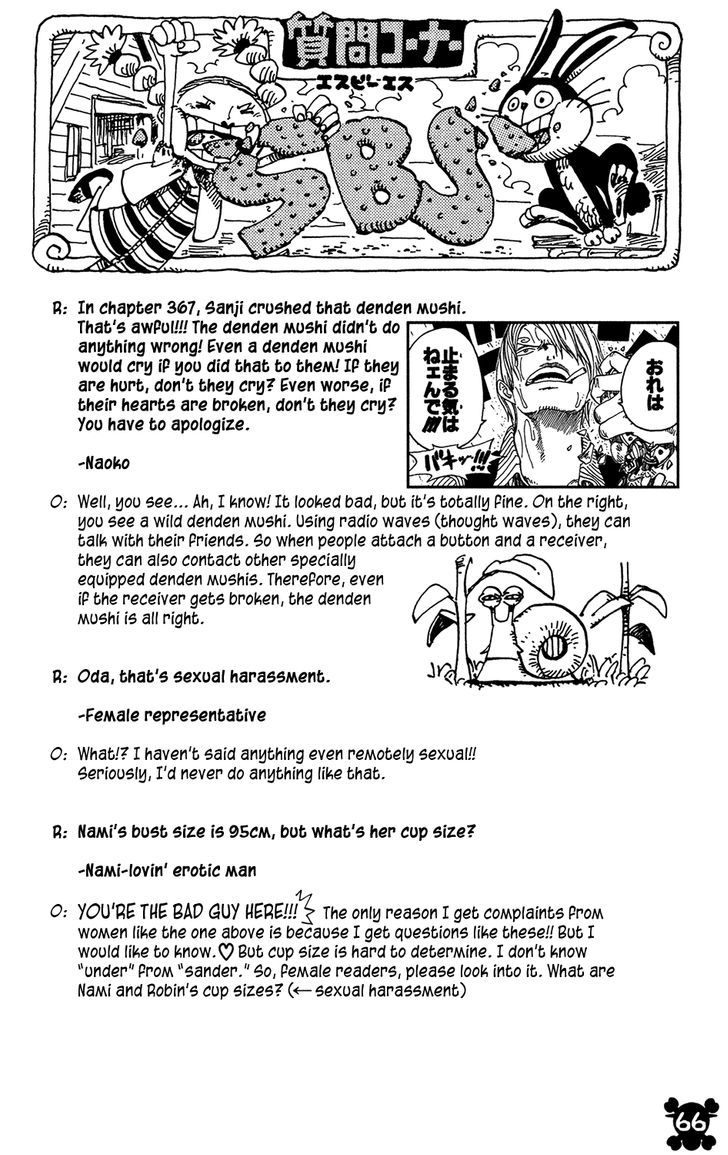 質問コーナー
エスビーエス
SBS
R: In chapter 367, Sanji crushed that denden mushi.
That's awful!!! The denden mushi didn't do
anything wrong! Even a denden mushi
would cry if you did that to them! If they
are hurt, don't they cry? Even worse, if
their hearts are broken, don't they cry?
You have to apologize.
-Naoko
おれは
止まる気は
ねェんで!!!
バキッ…!!!
O: Well, you see... Ah, I know! It looked bad, but it's totally fine. On the right,
you see a wild denden mushi. Using radio waves (thought waves), they can
talk with their friends. So when people attach a button and a receiver,
they can also contact other specially
equipped denden mushis. Therefore, even
if the receiver gets broken, the denden
mushi is all right.
R: Oda, that's sexual harassment.
-Female representative
O: What!? I haven't said anything even remotely sexual!!
Seriously, I'd never do anything like that.
R: Nami's bust size is 95cm, but what's her cup size?
-Nami-lovin' erotic man
O: YOU'RE THE BAD GUY HERE!!! The only reason I get complaints from
women like the one above is because I get questions like these!! But I
would like to know.♡ But cup size is hard to determine. I don't know
"under" from "sander." So, female readers, please look into it. What are
Nami and Robin's cup sizes? (← sexual harassment)
66